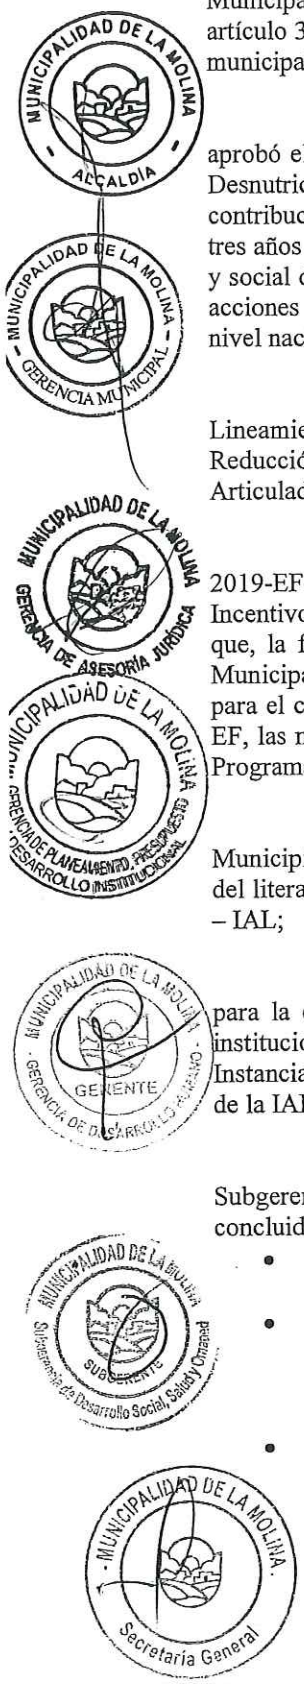 Municipa
artículo 3
municipa
MUNICIPALIDAD DE LA MOLINA
ALCALDÍA
aprobó el
Desnutric
contribuc
tres años
y social d
acciones
nivel nac
MUNICIPALIDAD DE LA MOLINA
GERENCIA MUNICIPAL
Lineamie
Reducció
Articulad
MUNICIPALIDAD DE LA MOLINA
GERENCIA DE ASESORÍA JURÍDICA
2019-EF
Incentivo
que, la f
Municipa
para el c
EF, las n
Program
MUNICIPALIDAD DE LA MOLINA
GERENCIA DE PLANEAMIENTO, PRESUPUESTO
Y DESARROLLO INSTITUCIONAL
Municipi
del litera
– IAL;
para la
institucio
Instancia
de la IAI
MUNICIPALIDAD DE LA MOLINA
GERENTE
GERENCIA DE DESARROLLO HUMANO
Subgeren
concluid
•
•
•
MUNICIPALIDAD DE LA MOLINA
SUBGERENTE
Subgerencia de Desarrollo Social, Salud y Omaped
MUNICIPALIDAD DE LA MOLINA
Secretaría General